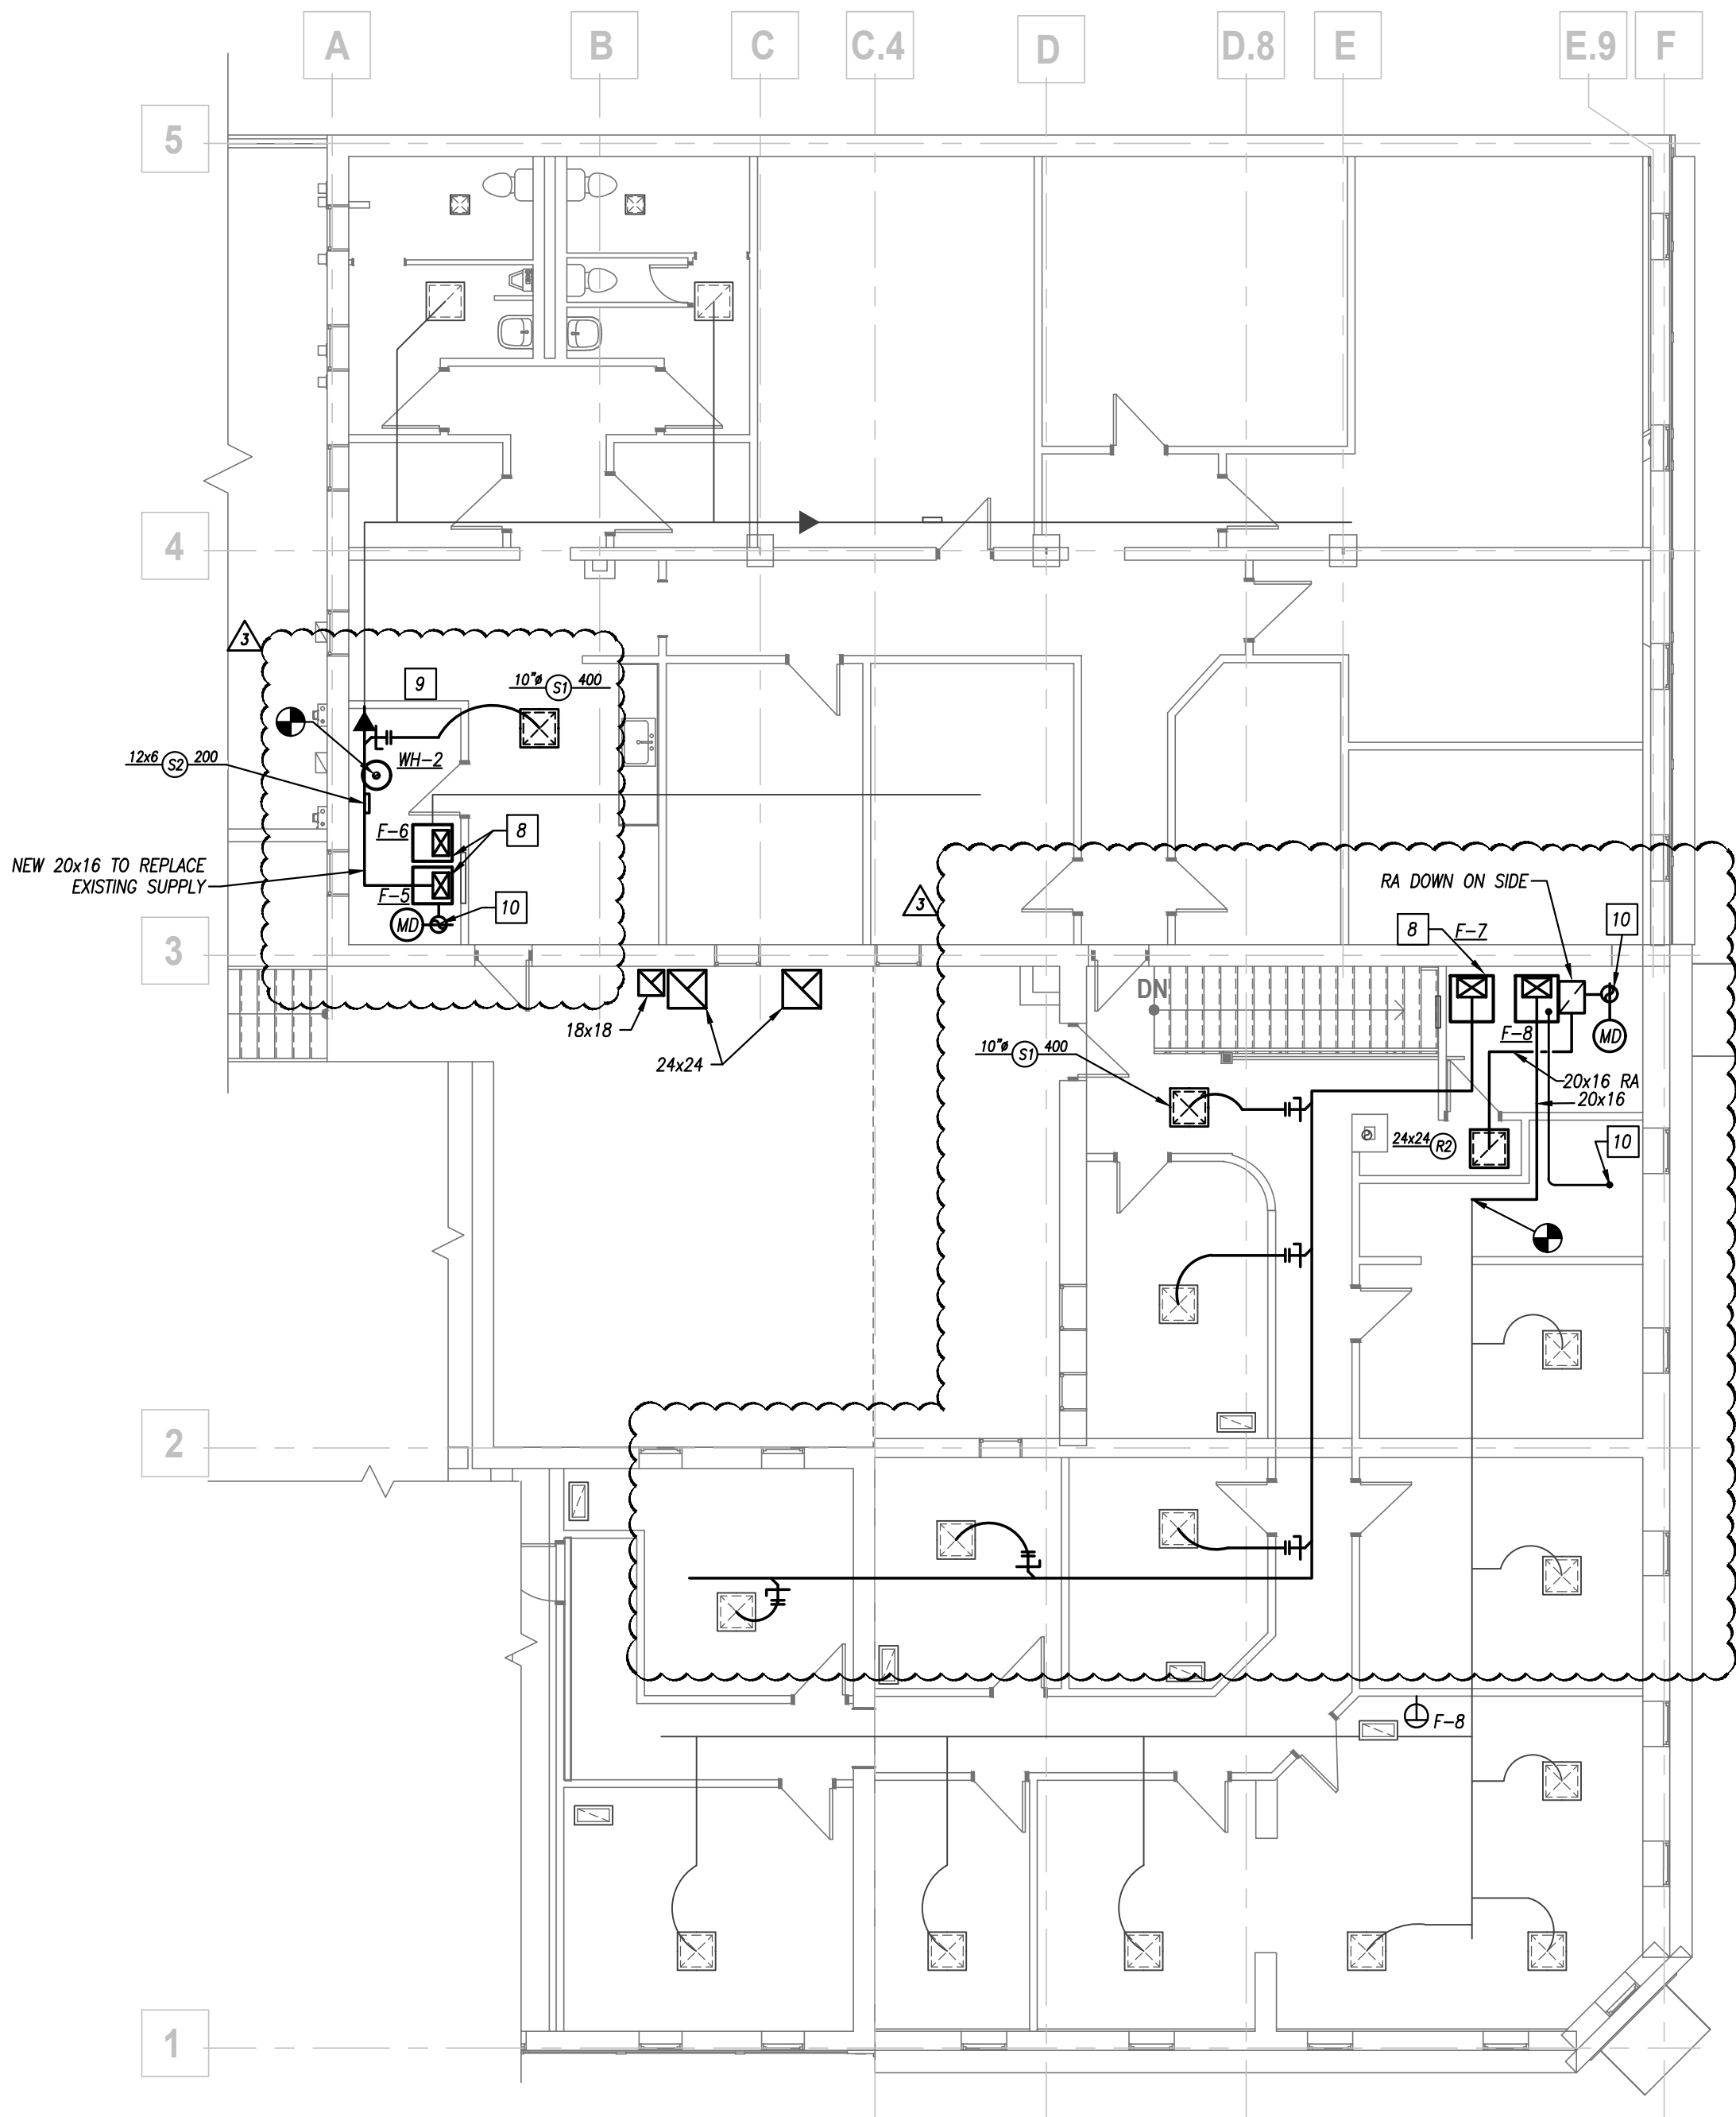 A
B
C
C.4
D
D.8
E
E.9
F
5
4
3
9
10"ø S1 400
12x6 S2 200
WH-2
F-6
8
NEW 20x16 TO REPLACE
EXISTING SUPPLY
F-5
10
MD
3
RA DOWN ON SIDE
8
F-7
10
3
DN
18x18
24x24
F-8
MD
10"ø S1 400
20x16 RA
20x16
24x24 R2
10
2
F-8
1